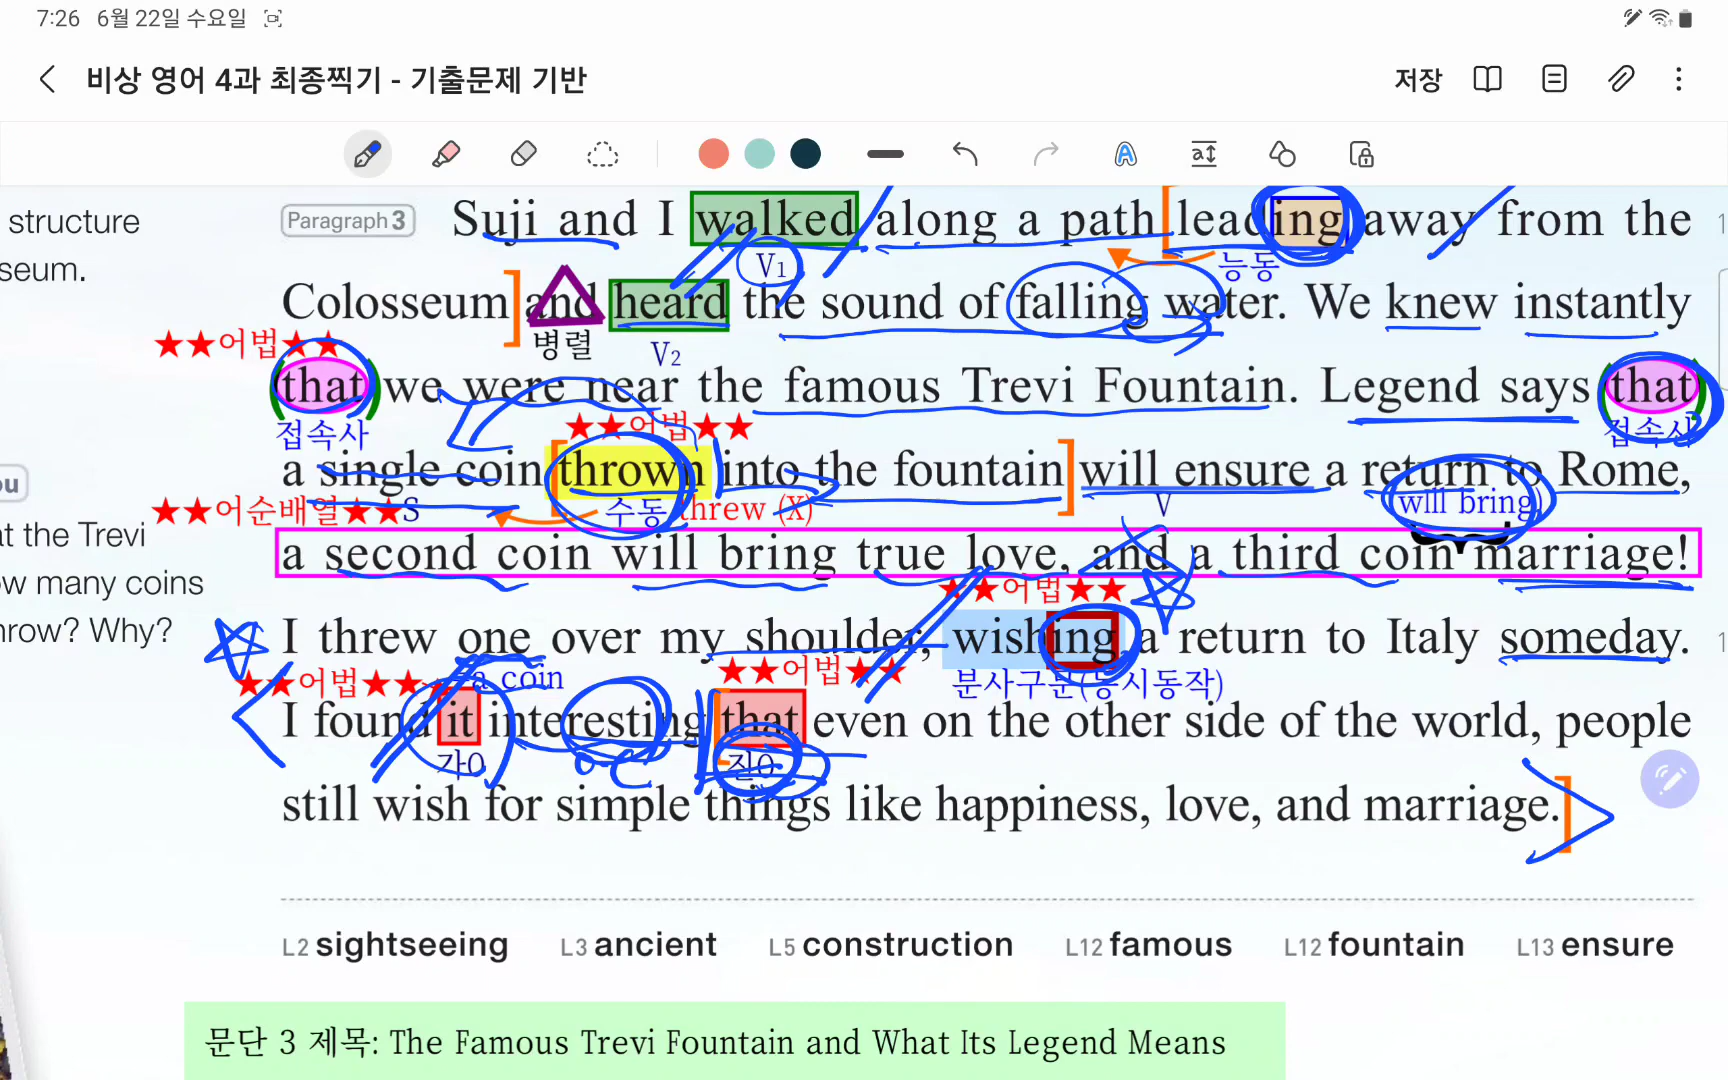 7:26 6월 22일 수요일
비상 영어 4과 최종찍기 - 기출문제 기반
저장
structure
seum.
Paragraph 3
Suji and I walked along a path leading away from the
V1
능동
Colosseum and heard the sound of falling water. We knew instantly
★★어법★★
병렬
V2
that we were near the famous Trevi Fountain. Legend says that
접속사
★★어법★★
접속사
a single coin thrown into the fountain will ensure a return to Rome,
★★어순배열★★
S
수동
threw (X)
V
will bring
a second coin will bring true love, and a third coin marriage!
at the Trevi
ow many coins
hrow? Why?
★★어법★★
I threw one over my shoulder, wishing a return to Italy someday.
★★어법★★
a coin
★★어법★★
분사구문(동시동작)
I found it interesting that even on the other side of the world, people
가O
진O
o.c
still wish for simple things like happiness, love, and marriage.
L2 sightseeing L3 ancient L5 construction L12 famous L12 fountain L13 ensure
문단 3 제목: The Famous Trevi Fountain and What Its Legend Means